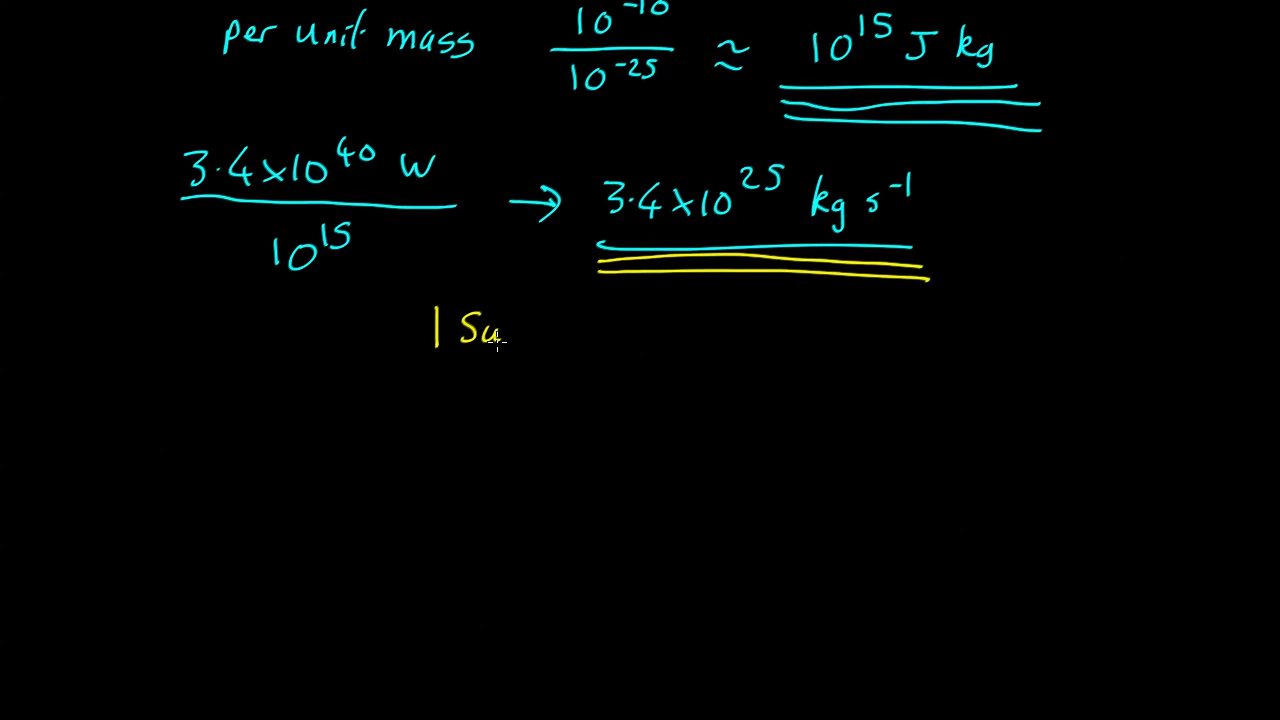 per unit mass 10^-10 / 10^-25 ≈ 10^15 J kg
3.4×10^40 W / 10^15 → 3.4×10^25 kg s^-1
1 Su